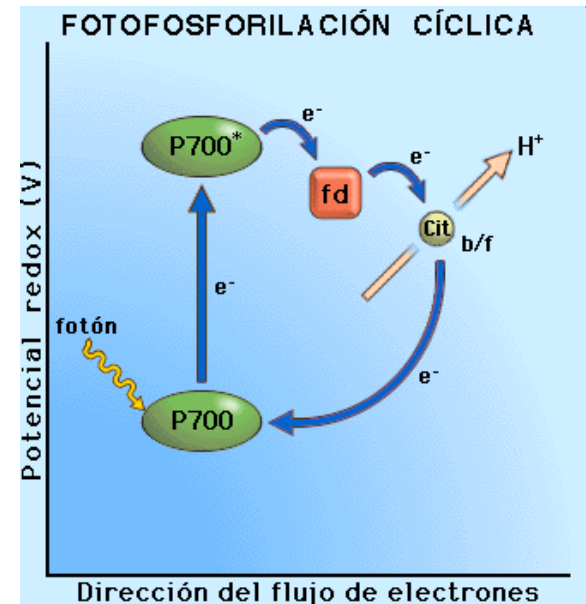 FOTOFOSFORILACIÓN CÍCLICA
Potencial redox (V)
P700*
e-
fd
e-
H+
Cit
b/f
e-
fotón
e-
P700
Dirección del flujo de electrones